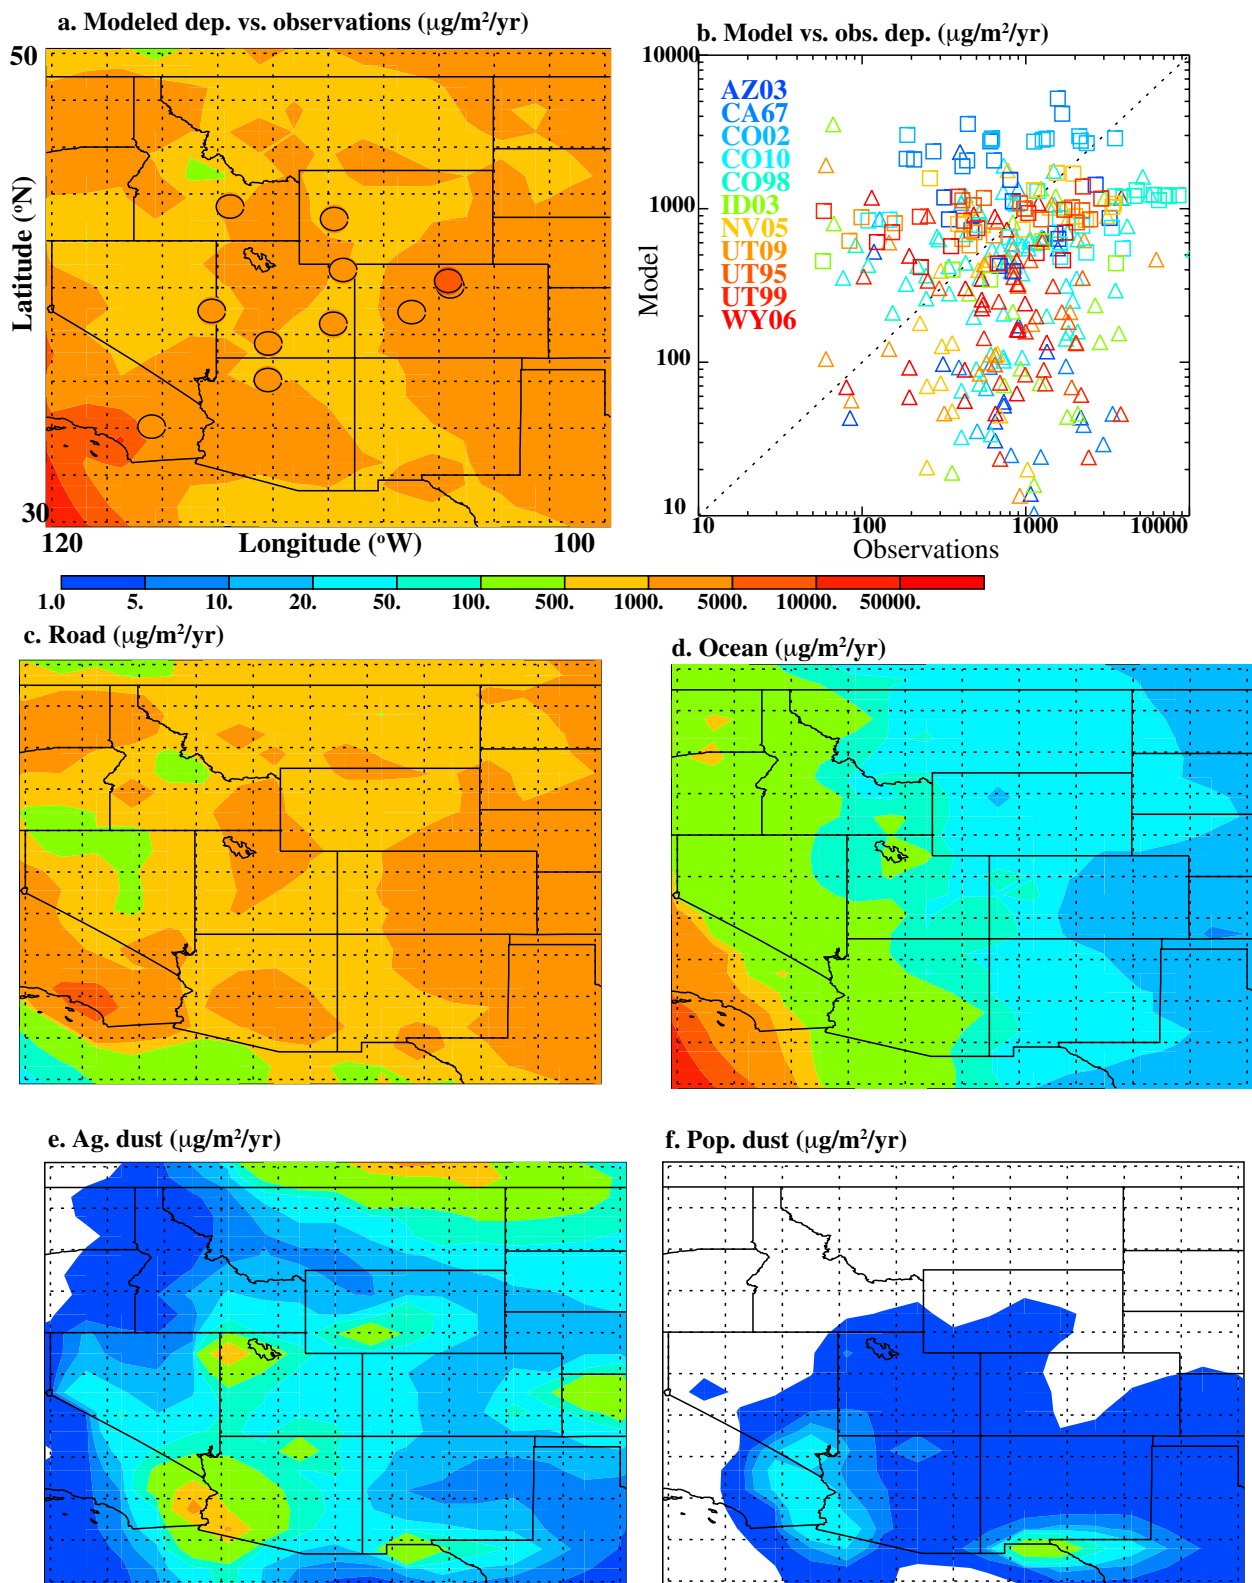 a. Modeled dep. vs. observations (μg/m²/yr)
50
Latitude (ºN)
30
120
Longitude (ºW)
100
b. Model vs. obs. dep. (μg/m²/yr)
10000
1000
100
10
Model
AZ03
CA67
CO02
CO10
CO98
ID03
NV05
UT09
UT95
UT99
WY06
10
100
1000
10000
Observations
1.0 5. 10. 20. 50. 100. 500. 1000. 5000. 10000. 50000.
c. Road (μg/m²/yr)
d. Ocean (μg/m²/yr)
e. Ag. dust (μg/m²/yr)
f. Pop. dust (μg/m²/yr)